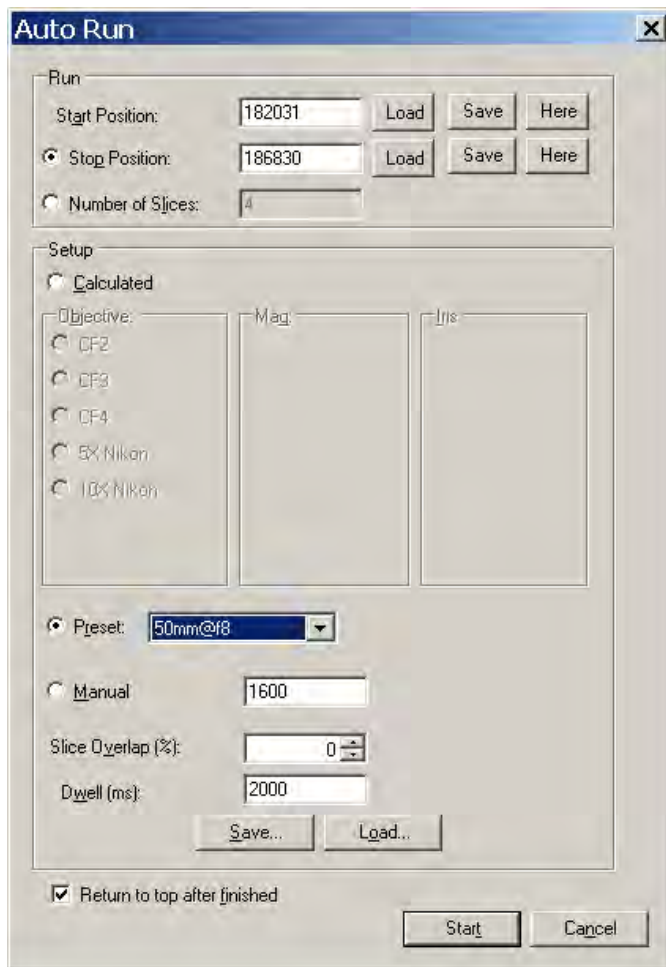 Auto Run
Run
Start Position: 182031 Load Save Here
Stop Position: 186830 Load Save Here
Number of Slices: 4
Setup
Calculated
Objective: Mag: Iris
CF2
CF3
CF4
5X Nikon
10X Nikon
Preset: 50mm@f8
Manual 1600
Slice Overlap (%): 0
Dwell (ms): 2000
Save... Load...
Return to top after finished
Start Cancel